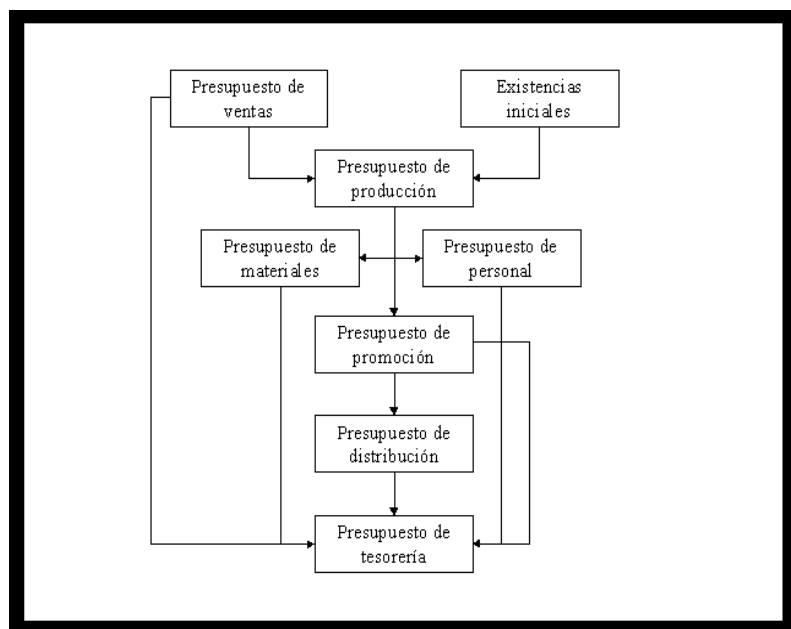 Presupuesto de
ventas
Existencias
iniciales
Presupuesto de
producción
Presupuesto de
materiales
Presupuesto de
personal
Presupuesto de
promoción
Presupuesto de
distribución
Presupuesto de
tesorería